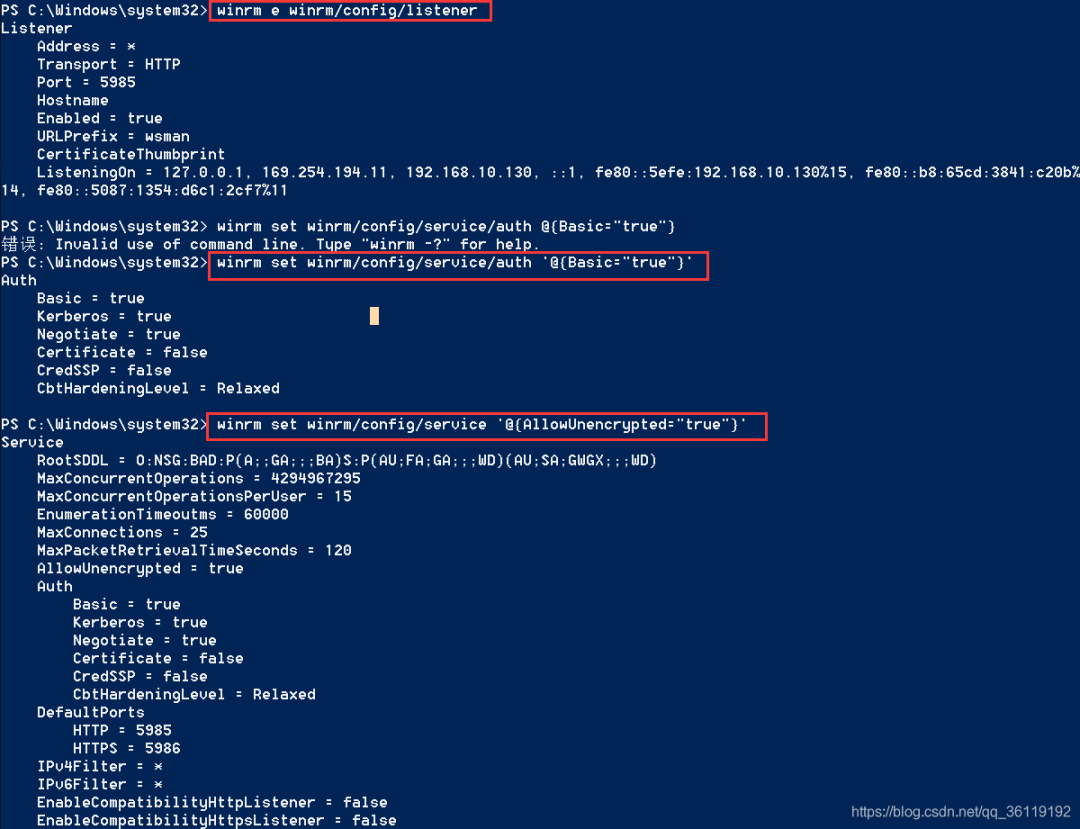 PS C:\Windows\system32> winrm e winrm/config/listener
Listener
    Address = *
    Transport = HTTP
    Port = 5985
    Hostname
    Enabled = true
    URLPrefix = wsman
    CertificateThumbprint
    ListeningOn = 127.0.0.1, 169.254.194.11, 192.168.10.130, ::1, fe80::5efe:192.168.10.130%15, fe80::b8:65cd:3841:c20b%
14, fe80::5087:1354:d6c1:2cf7%11
PS C:\Windows\system32> winrm set winrm/config/service/auth @{Basic="true"}
错误: Invalid use of command line. Type "winrm -?" for help.
PS C:\Windows\system32> winrm set winrm/config/service/auth '@{Basic="true"}'
Auth
    Basic = true
    Kerberos = true
    Negotiate = true
    Certificate = false
    CredSSP = false
    CbtHardeningLevel = Relaxed
PS C:\Windows\system32> winrm set winrm/config/service '@{AllowUnencrypted="true"}'
Service
    RootSDDL = O:NSG:BAD:P(A;;GA;;;BA)S:P(AU;FA;GA;;;WD)(AU;SA;GWGX;;;WD)
    MaxConcurrentOperations = 4294967295
    MaxConcurrentOperationsPerUser = 15
    EnumerationTimeoutms = 60000
    MaxConnections = 25
    MaxPacketRetrievalTimeSeconds = 120
    AllowUnencrypted = true
    Auth
        Basic = true
        Kerberos = true
        Negotiate = true
        Certificate = false
        CredSSP = false
        CbtHardeningLevel = Relaxed
    DefaultPorts
        HTTP = 5985
        HTTPS = 5986
    IPv4Filter = *
    IPv6Filter = *
    EnableCompatibilityHttpListener = false
    EnableCompatibilityHttpsListener = false
https://blog.csdn.net/qq_36119192